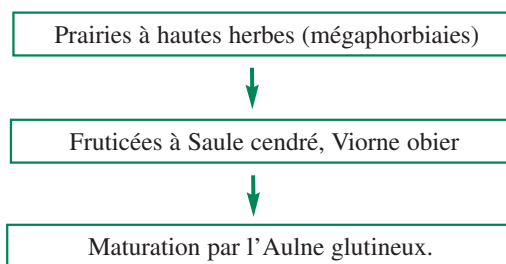 Prairies à hautes herbes (mégaphorbiaies)
Fruticées à Saule cendré, Viorne obier
Maturation par l’Aulne glutineux.